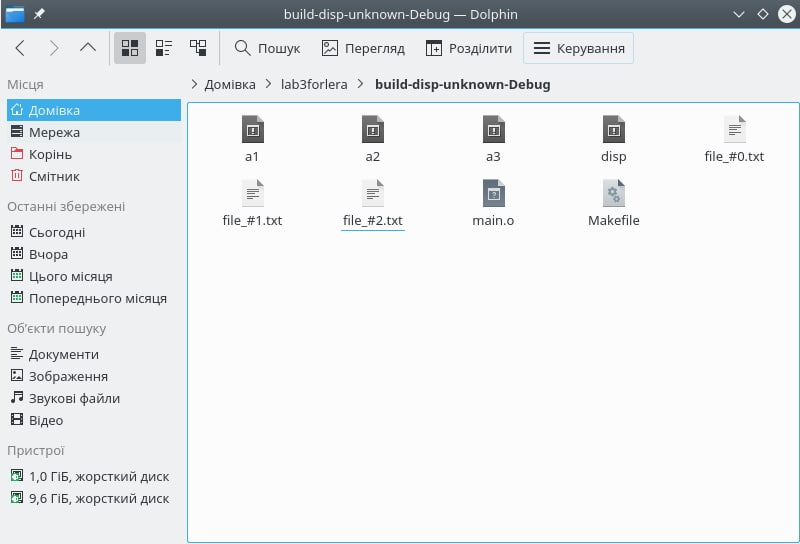 build-disp-unknown-Debug — Dolphin
Пошук Перегляд Розділити Керування
Місця
Домівка
Мережа
Корінь
Смітник
Останні збережені
Сьогодні
Вчора
Цього місяця
Попереднього місяця
Об'єкти пошуку
Документи
Зображення
Звукові файли
Відео
Пристрої
1,0 ГіБ, жорсткий диск
9,6 ГіБ, жорсткий диск
Домівка lab3forlera build-disp-unknown-Debug
a1 a2 a3 disp file_#0.txt
file_#1.txt file_#2.txt main.o Makefile